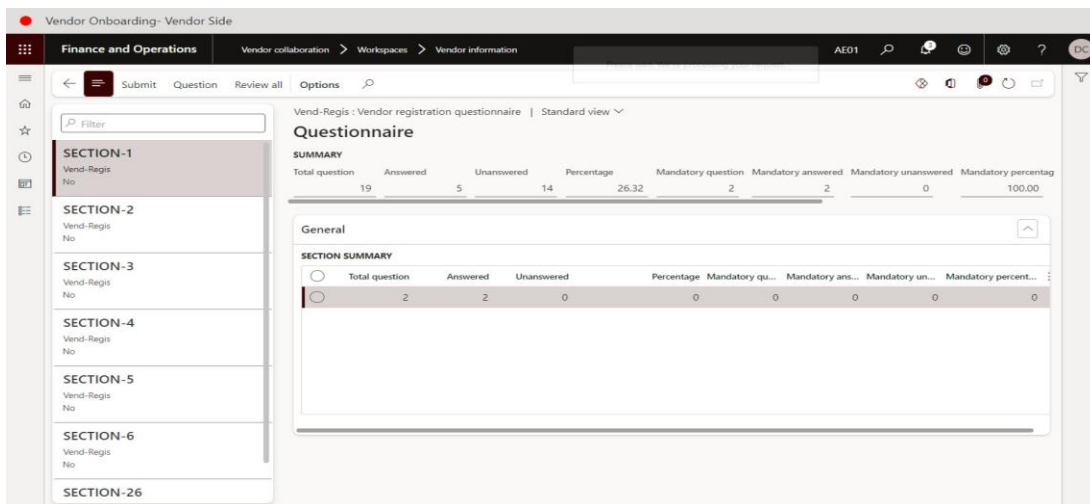 Vendor Onboarding- Vendor Side
Finance and Operations
Vendor collaboration > Workspaces > Vendor information
AE01
?
DC
Submit Question Review all Options
Filter
SECTION-1
Vend-Regis
No
SECTION-2
Vend-Regis
No
SECTION-3
Vend-Regis
No
SECTION-4
Vend-Regis
No
SECTION-5
Vend-Regis
No
SECTION-6
Vend-Regis
No
SECTION-26
Vend-Regis : Vendor registration questionnaire | Standard view
Questionnaire
SUMMARY
Total question Answered Unanswered Percentage Mandatory question Mandatory answered Mandatory unanswered Mandatory percentag
19 5 14 26.32 2 2 0 100.00
General
SECTION SUMMARY
Total question Answered Unanswered Percentage Mandatory qu... Mandatory ans... Mandatory un... Mandatory percent...
2 2 0 0 0 0 0 0